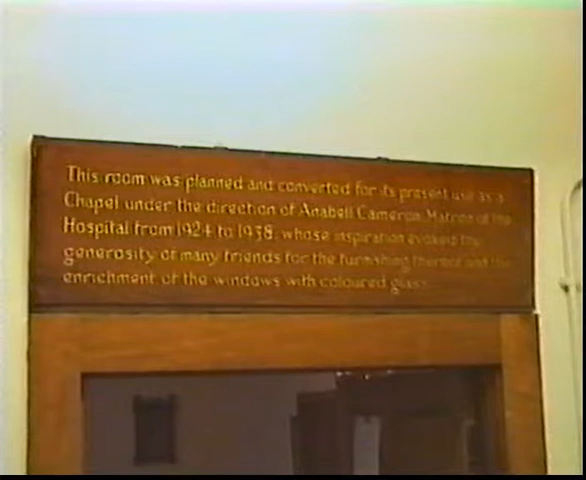 This room was planned and converted for its present use as a
Chapel under the direction of Anabell Cameron, Matron of the
Hospital from 1924 to 1938, whose inspiration evoked the
generosity of many friends for the furnishing thereof and the
enrichment of the windows with coloured glass.